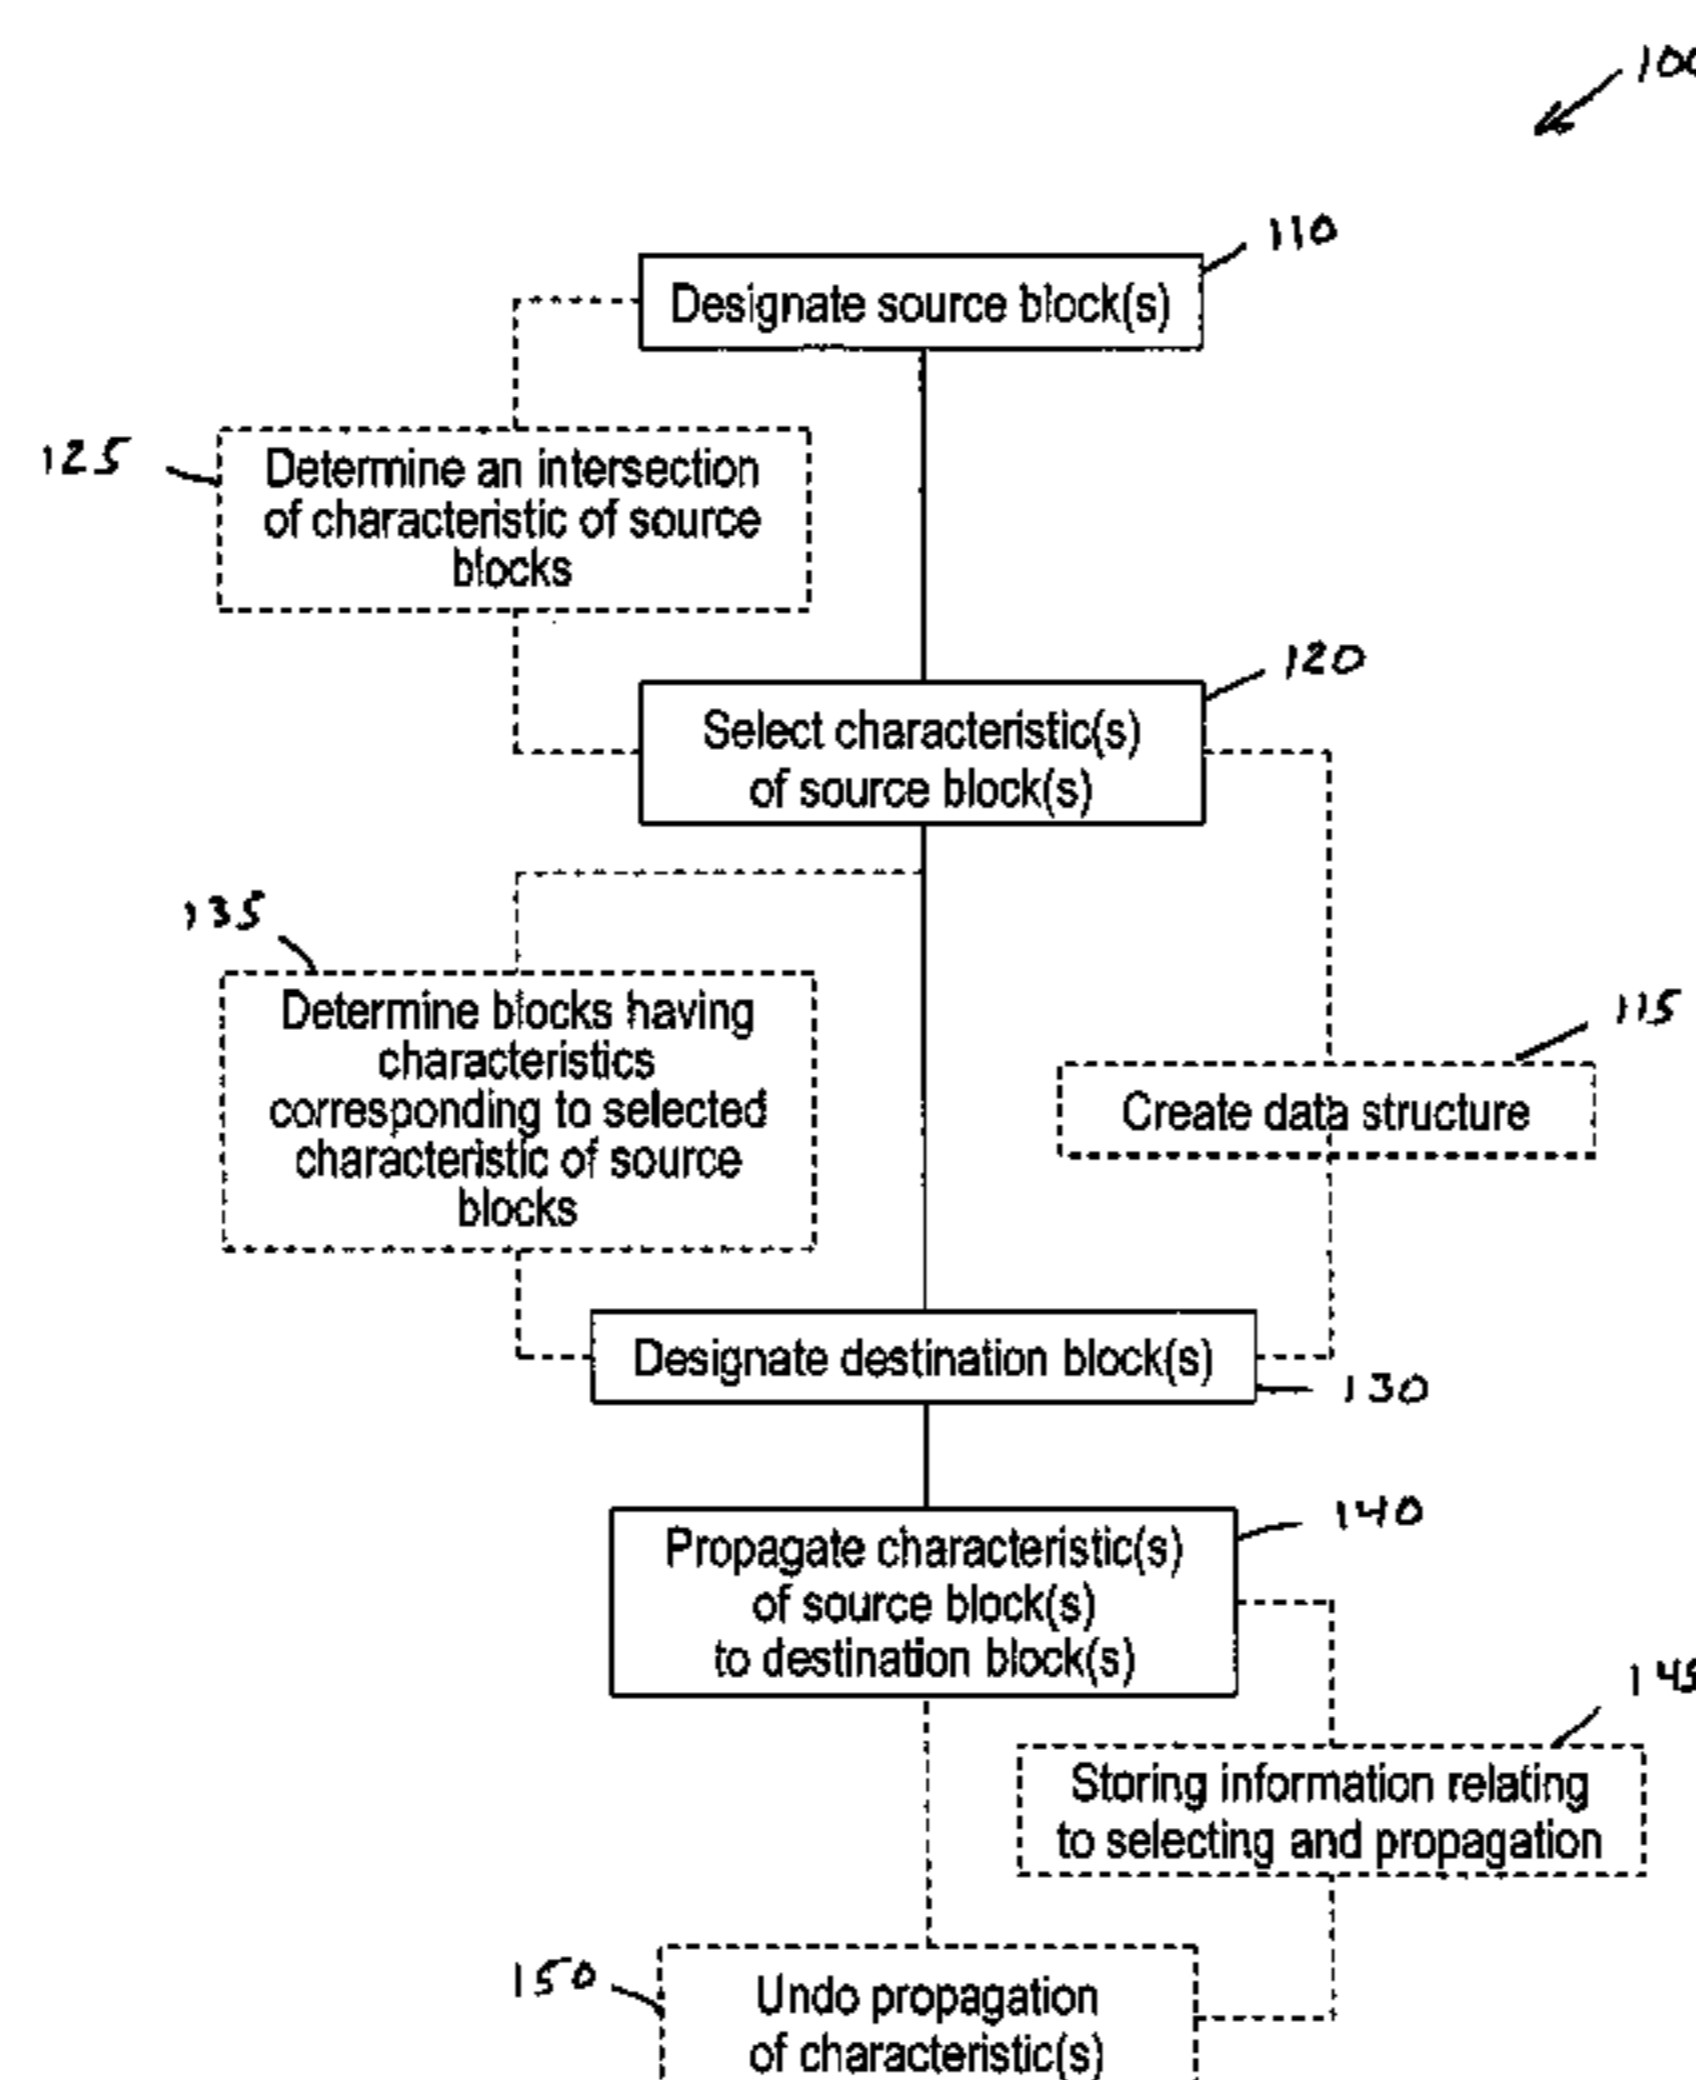 110
Designate source block(s)
125
Determine an intersection
of characteristic of source
blocks
120
Select characteristic(s)
of source block(s)
135
Determine blocks having
characteristics
corresponding to selected
characteristic of source
blocks
115
Create data structure
Designate destination block(s)
130
140
Propagate characteristic(s)
of source block(s)
to destination block(s)
Storing information relating
to selecting and propagation
150
Undo propagation
of characteristic(s)